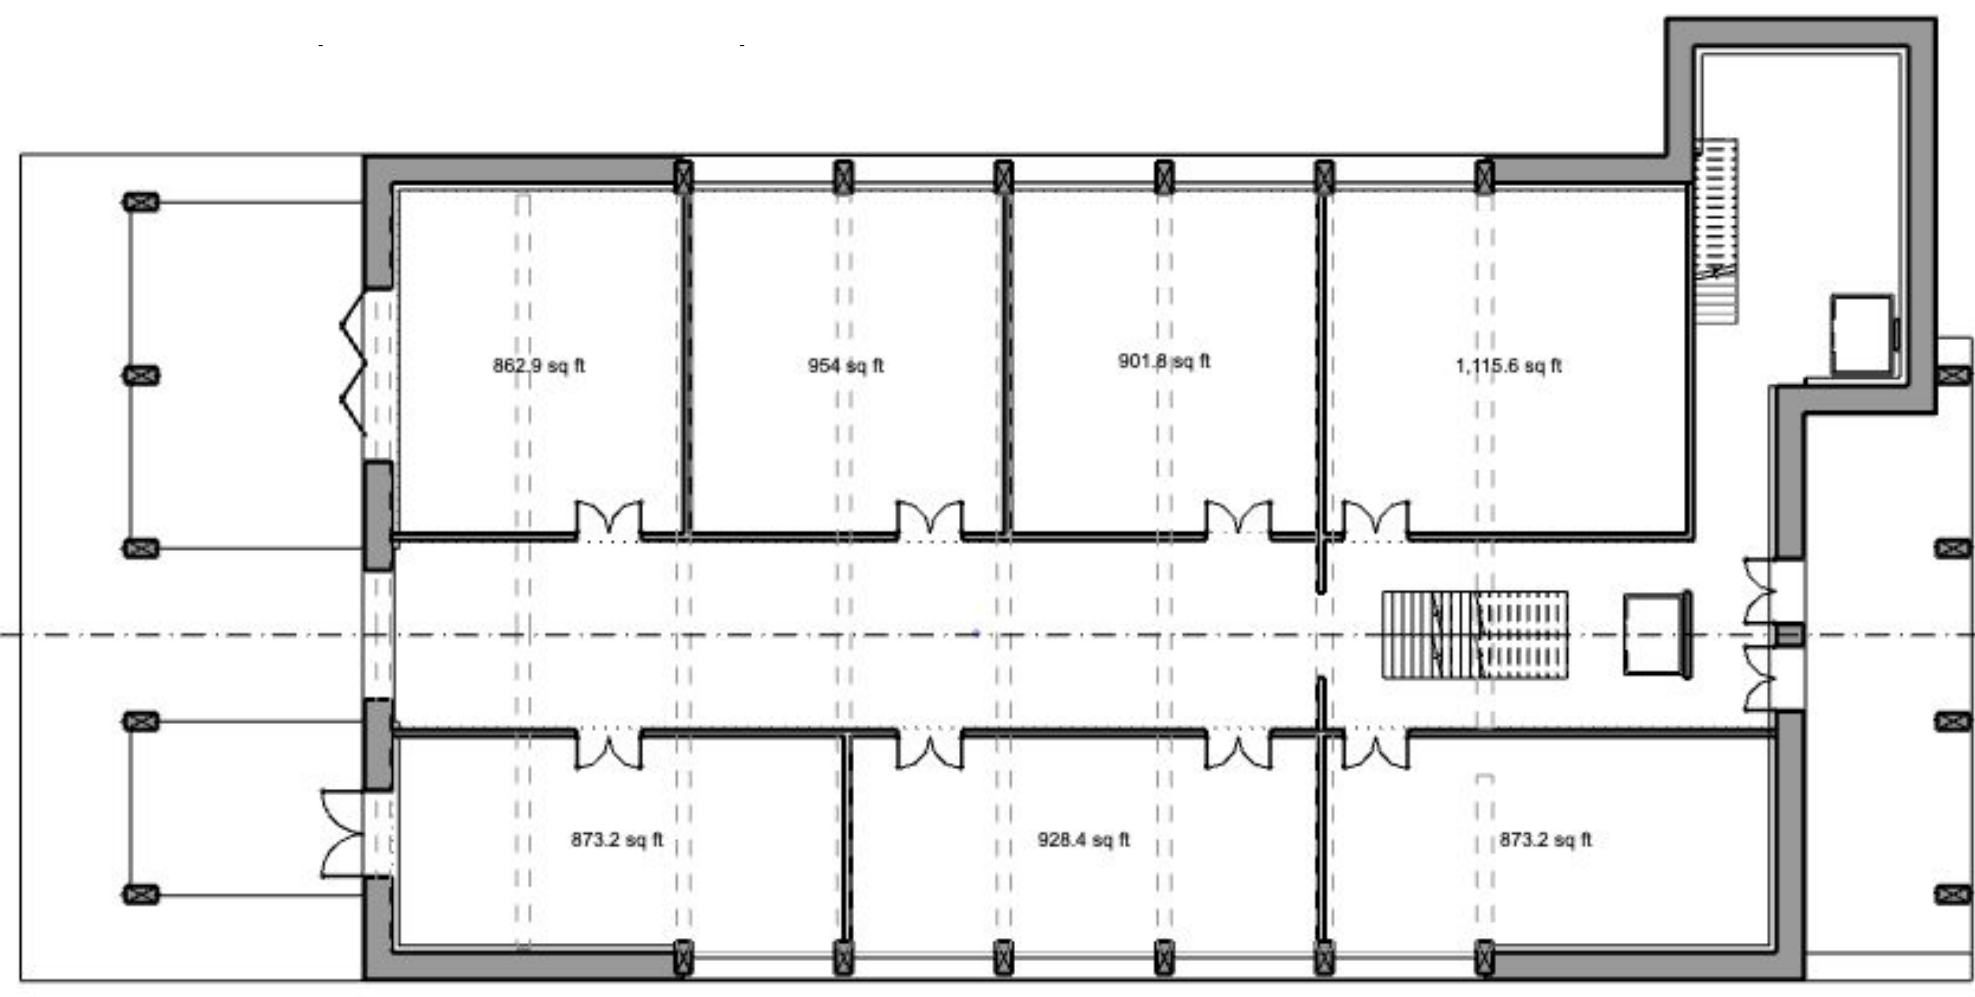 862.9 sq ft
954 sq ft
901.8 sq ft
1,115.6 sq ft
873.2 sq ft
928.4 sq ft
873.2 sq ft